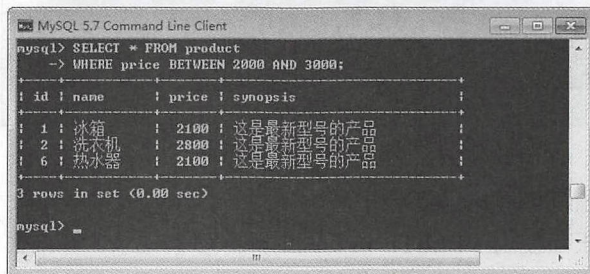 MySQL 5.7 Command Line Client
mysql> SELECT * FROM product
-> WHERE price BETWEEN 2000 AND 3000;
| id | name | price | synopsis |
| 1 | 冰箱 | 2100 | 这是最新型号的产品 |
| 2 | 洗衣机 | 2800 | 这是最新型号的产品 |
| 6 | 热水器 | 2100 | 这是最新型号的产品 |
3 rows in set (0.00 sec)
mysql>